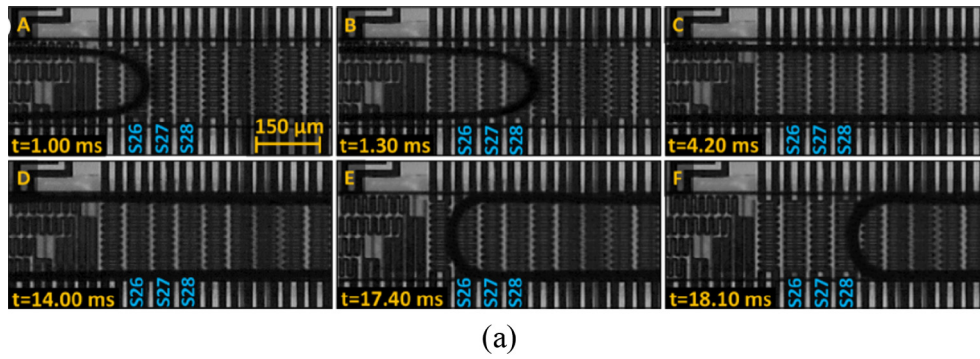 A
S26 S27 S28
150 µm
t=1.00 ms
B
S26 S27 S28
t=1.30 ms
C
S26 S27 S28
t=4.20 ms
D
S26 S27 S28
t=14.00 ms
E
S26 S27 S28
t=17.40 ms
F
S26 S27 S28
t=18.10 ms
(a)